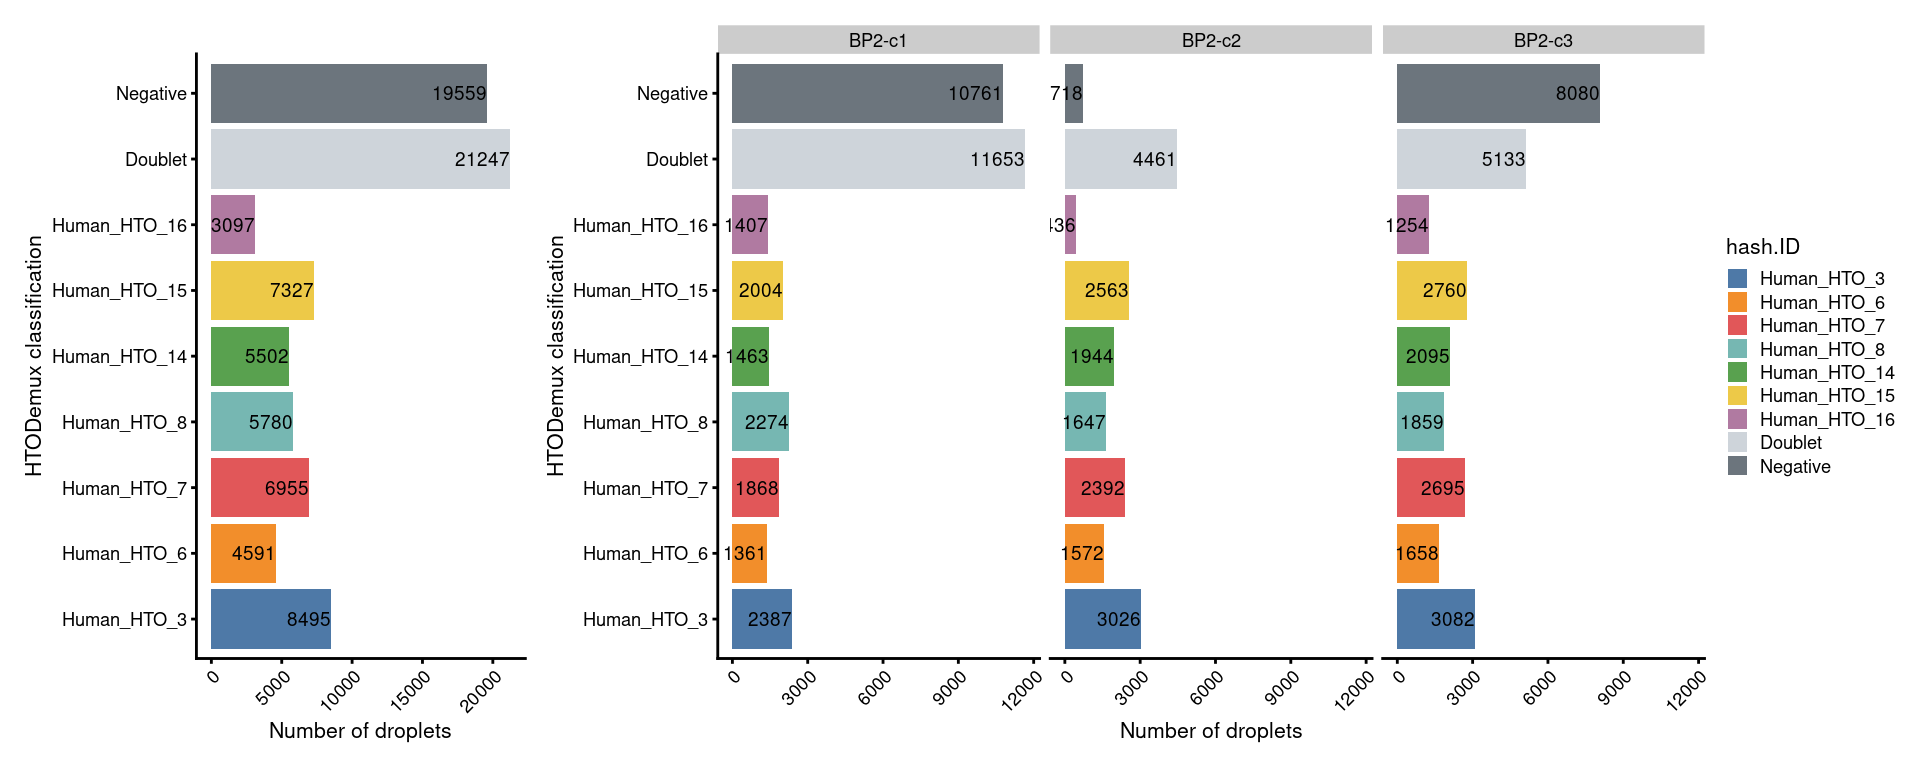 BP2-c1 BP2-c2 BP2-c3
Negative 19559 Negative 10761 718 8080
Doublet 21247 Doublet 11653 4461 5133
Human_HTO_16 3097 Human_HTO_16 1407 436 1254
Human_HTO_15 7327 Human_HTO_15 2004 2563 2760
Human_HTO_14 5502 Human_HTO_14 1463 1944 2095
Human_HTO_8 5780 Human_HTO_8 2274 1647 1859
Human_HTO_7 6955 Human_HTO_7 1868 2392 2695
Human_HTO_6 4591 Human_HTO_6 1361 1572 1658
Human_HTO_3 8495 Human_HTO_3 2387 3026 3082
HTODemux classification
HTODemux classification
0 5000 10000 15000 20000
0 3000 6000 9000 12000
0 3000 6000 9000 12000
0 3000 6000 9000 12000
Number of droplets
Number of droplets
hash.ID
Human_HTO_3
Human_HTO_6
Human_HTO_7
Human_HTO_8
Human_HTO_14
Human_HTO_15
Human_HTO_16
Doublet
Negative